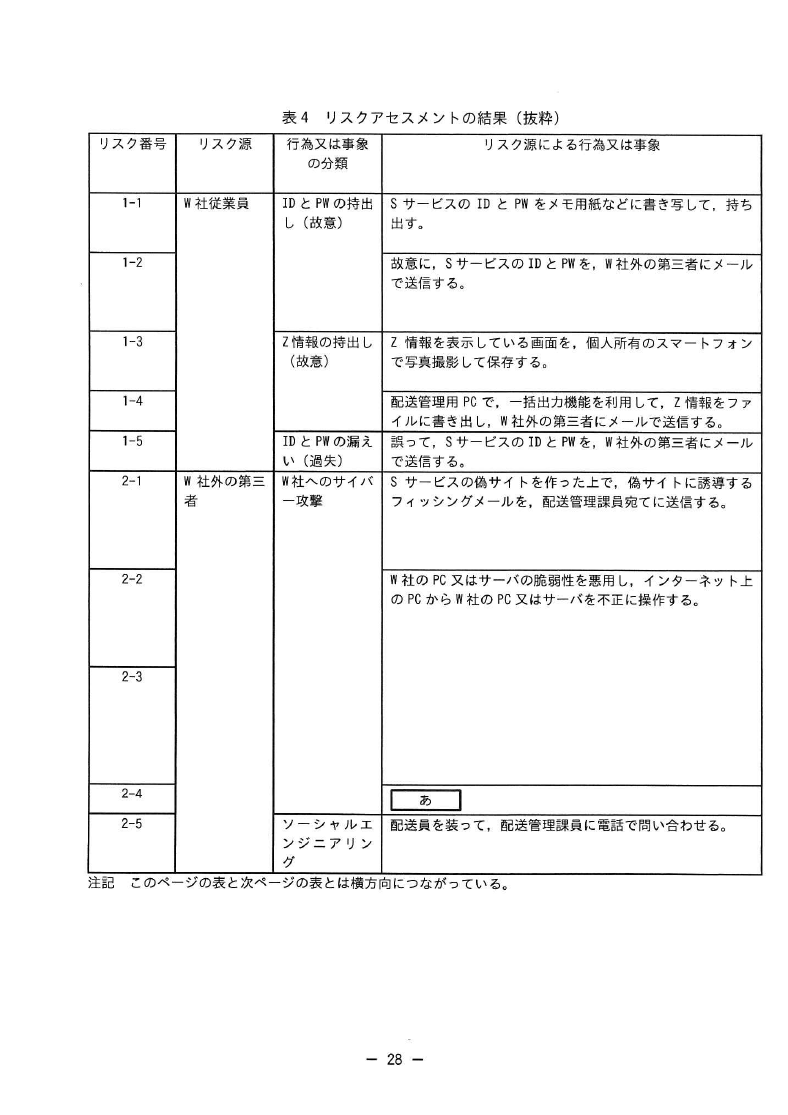 表4 リスクアセスメントの結果（抜粋）
リスク番号 リスク源 行為又は事象 リスク源による行為又は事象
の分類
1-1 W社従業員 IDとPWの持出 SサービスのIDとPWをメモ用紙などに書き写して，持ち
し（故意） 出す。
1-2 故意に，SサービスのIDとPWを，W社外の第三者にメール
で送信する。
1-3 Z情報の持出し Z情報を表示している画面を，個人所有のスマートフォン
（故意） で写真撮影して保存する。
1-4 配送管理用PCで，一括出力機能を利用して，Z情報をファ
イルに書き出し，W社外の第三者にメールで送信する。
1-5 IDとPWの漏え 誤って，SサービスのIDとPWを，W社外の第三者にメール
い（過失） で送信する。
2-1 W社外の第三 W社へのサイバ Sサービスの偽サイトを作った上で，偽サイトに誘導する
者 ー攻撃 フィッシングメールを，配送管理課員宛てに送信する。
2-2 W社のPC又はサーバの脆弱性を悪用し，インターネット上
のPCからW社のPC又はサーバを不正に操作する。
2-3
2-4 あ
2-5 ソーシャルエ 配送員を装って，配送管理課員に電話で問い合わせる。
ンジニアリン
グ
注記 このページの表と次ページの表とは横方向につながっている。
－ 28 －